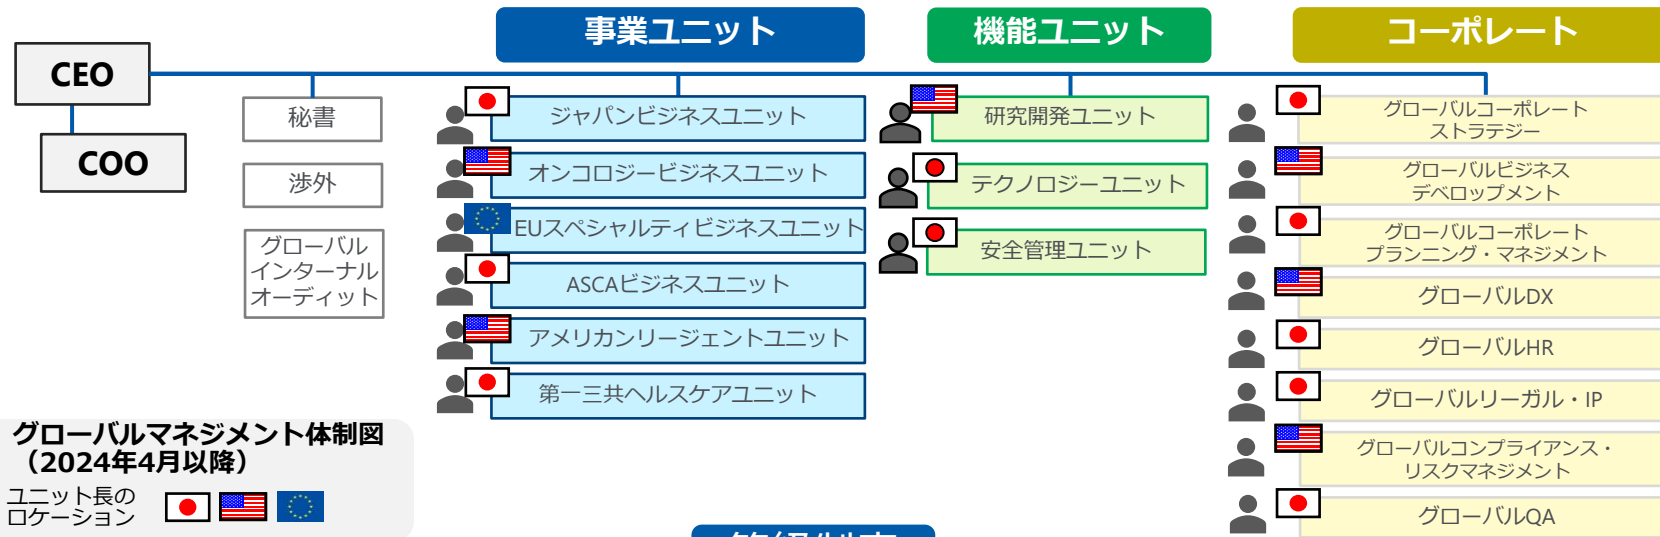 事業ユニット
機能ユニット
コーポレート
CEO
COO
秘書
渉外
グローバル
インターナル
オーディット
ジャパンビジネスユニット
オンコロジービジネスユニット
EUスペシャルティビジネスユニット
ASCAビジネスユニット
アメリカンリージェントユニット
第一三共ヘルスケアユニット
研究開発ユニット
テクノロジーユニット
安全管理ユニット
グローバルコーポレート
ストラテジー
グローバルビジネス
デベロップメント
グローバルコーポレート
プランニング・マネジメント
グローバルDX
グローバルHR
グローバルリーガル・IP
グローバルコンプライアンス・
リスクマネジメント
グローバルQA
グローバルマネジメント体制図
（2024年4月以降）
ユニット長の
ロケーション